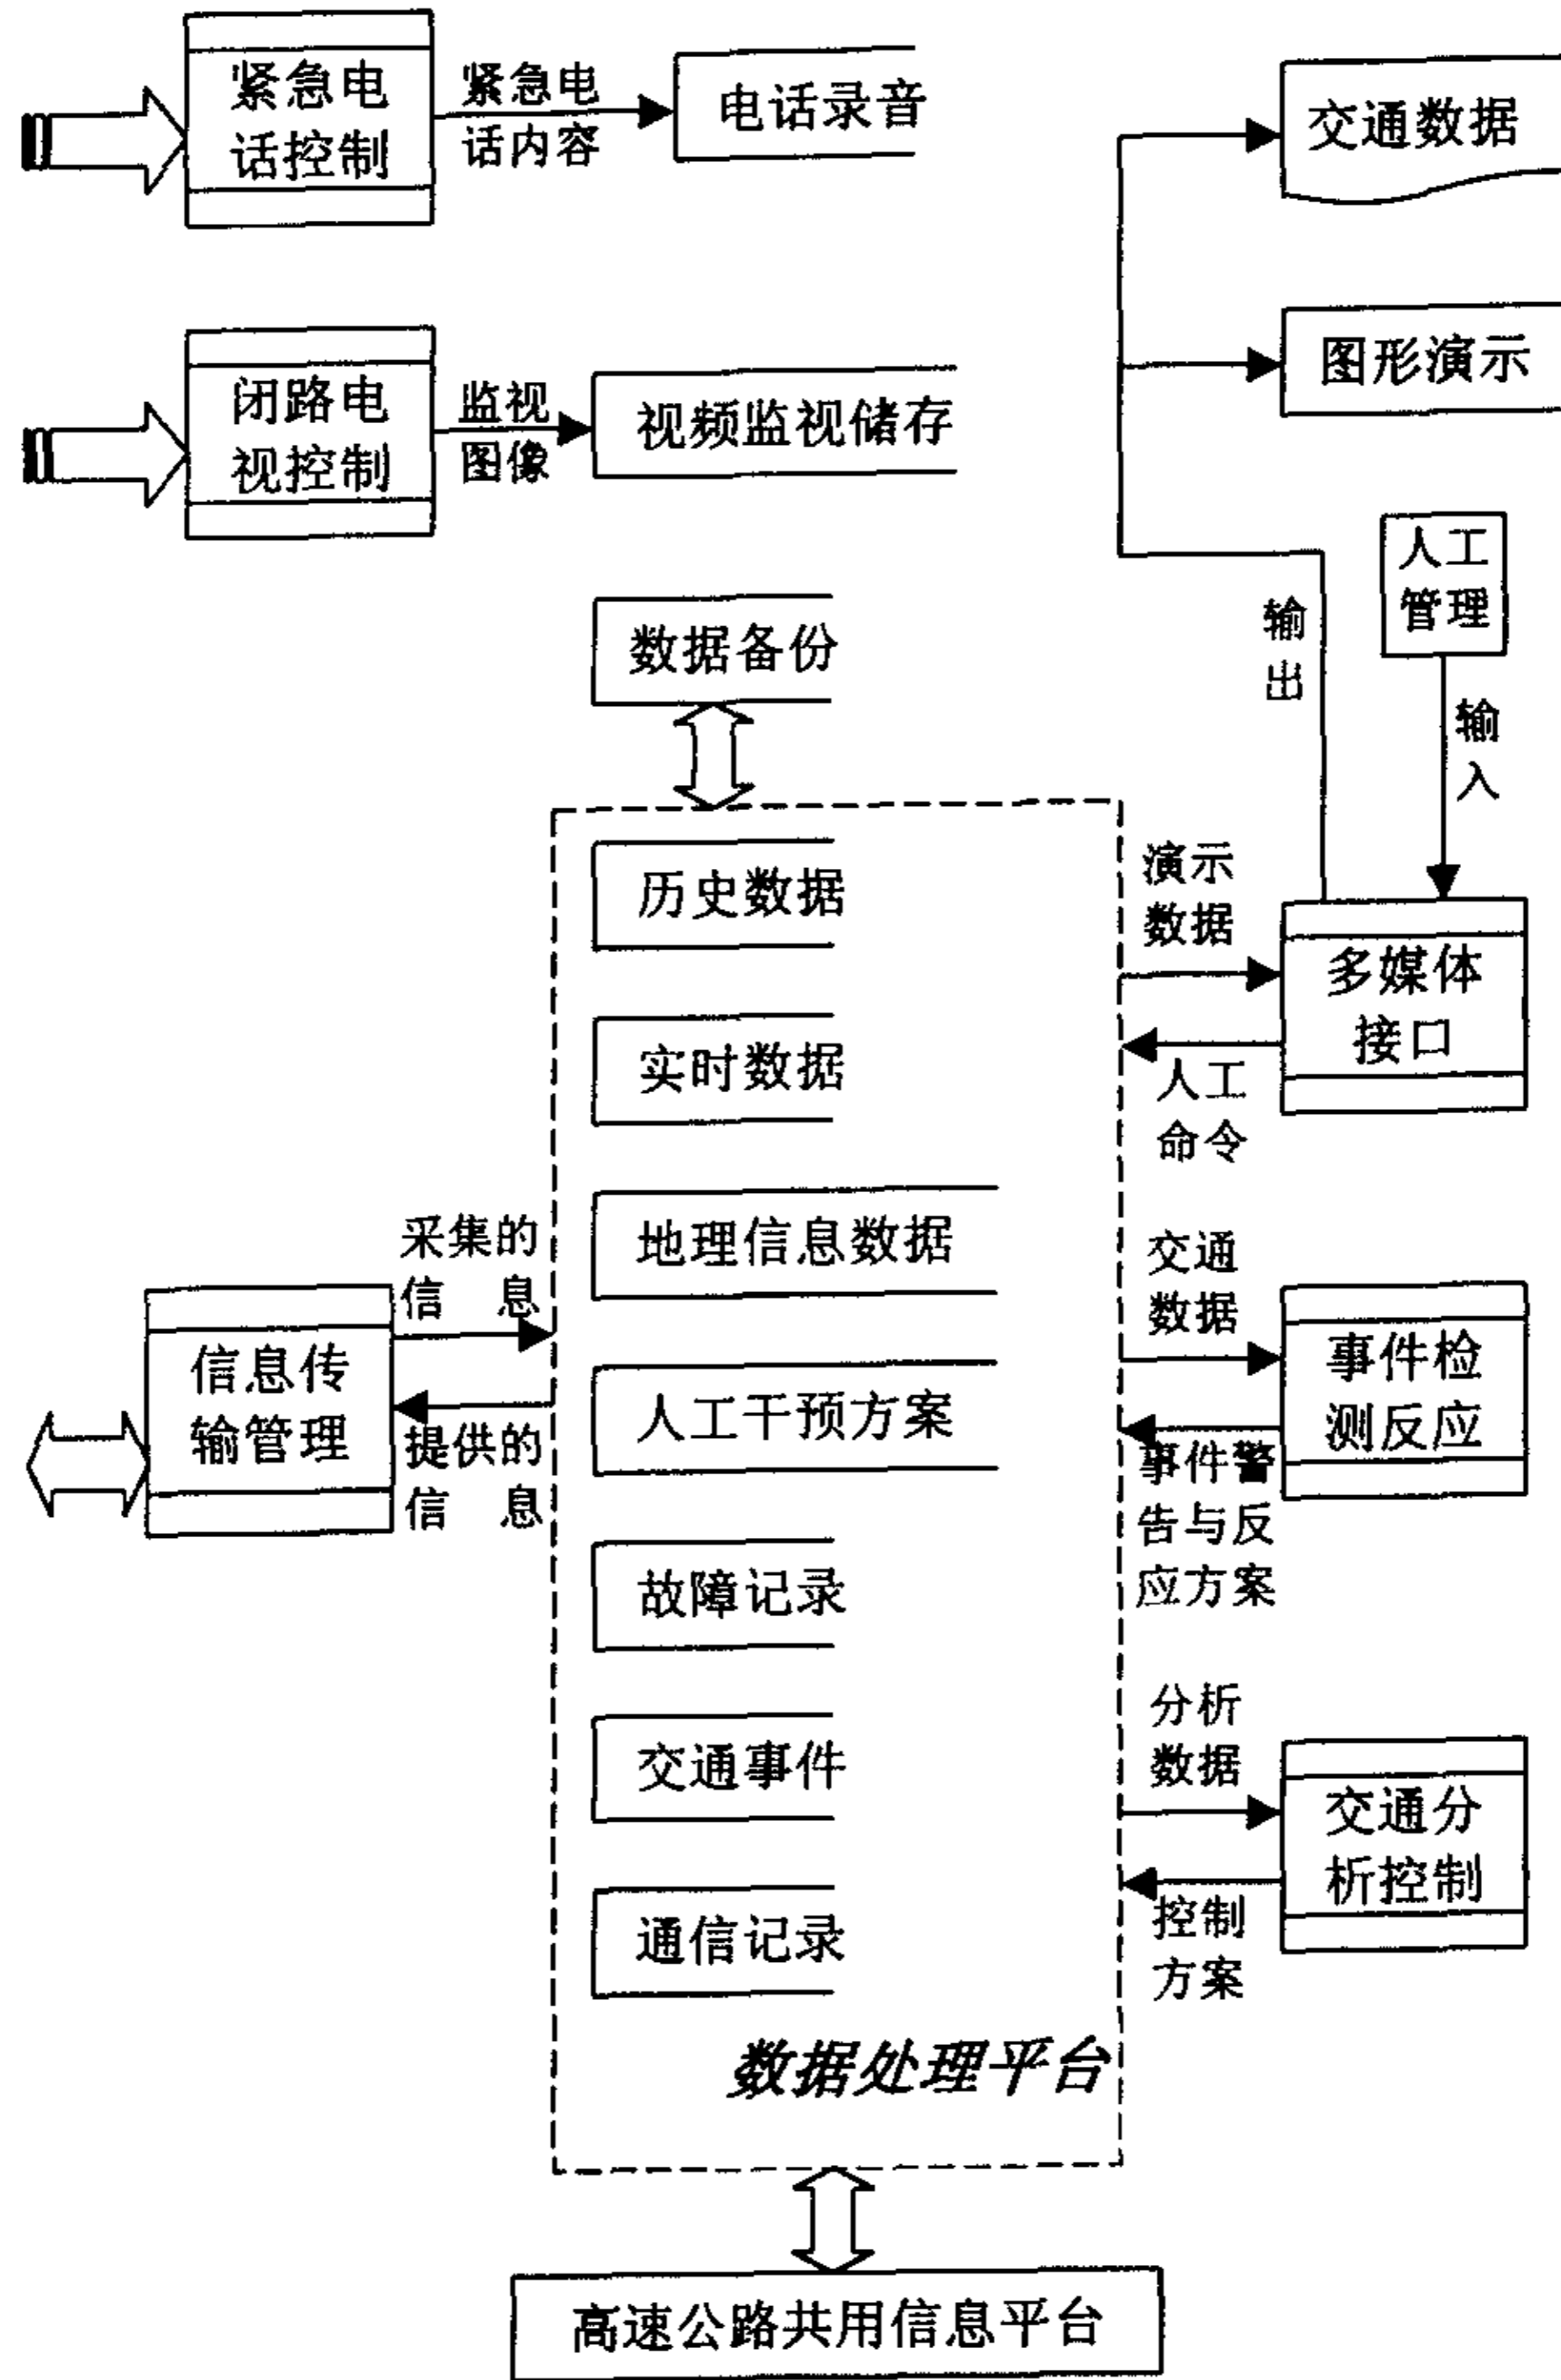 紧急电
话控制
紧急电
话内容
电话录音
交通数据
闭路电
视控制
监视
图像
视频监视储存
图形演示
人工
管理
输
出
输
入
数据备份
历史数据
实时数据
地理信息数据
人工干预方案
故障记录
交通事件
通信记录
数据处理平台
演示
数据
多媒体
接口
人工
命令
采集的
信 息
信息传
输管理
提供的
信 息
交通
数据
事件检
测反应
事件警
告与反
应方案
分析
数据
交通分
析控制
控制
方案
高速公路共用信息平台